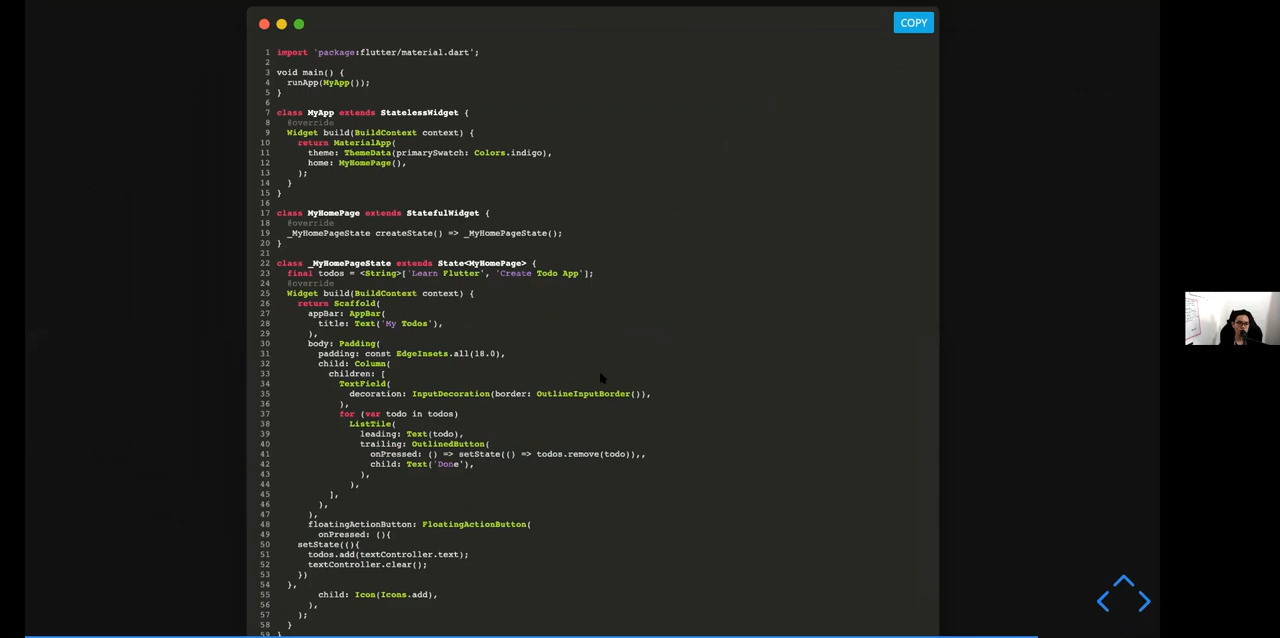 COPY
1 import 'package:flutter/material.dart';
2
3 void main() {
4 runApp(MyApp());
5 }
6
7 class MyApp extends StatelessWidget {
8 @override
9 Widget build(BuildContext context) {
10 return MaterialApp(
11 theme: ThemeData(primarySwatch: Colors.indigo),
12 home: MyHomePage(),
13 );
14 }
15 }
16
17 class MyHomePage extends StatefulWidget {
18 @override
19 _MyHomePageState createState() => _MyHomePageState();
20 }
21
22 class _MyHomePageState extends State<MyHomePage> {
23 final todos = <String>['Learn Flutter', 'Create Todo App'];
24 @override
25 Widget build(BuildContext context) {
26 return Scaffold(
27 appBar: AppBar(
28 title: Text('My Todos'),
29 ),
30 body: Padding(
31 padding: const EdgeInsets.all(18.0),
32 child: Column(
33 children: [
34 TextField(
35 decoration: InputDecoration(border: OutlineInputBorder()),
36 ),
37 for (var todo in todos)
38 ListTile(
39 leading: Text(todo),
40 trailing: OutlinedButton(
41 onPressed: () => setState(() => todos.remove(todo)),,
42 child: Text('Done'),
43 ),
44 ),
45 ],
46 ),
47 ),
48 floatingActionButton: FloatingActionButton(
49 onPressed: (){
50 setState((){
51 todos.add(textController.text);
52 textController.clear();
53 })
54 },
55 child: Icon(Icons.add),
56 ),
57 );
58 }
59 }